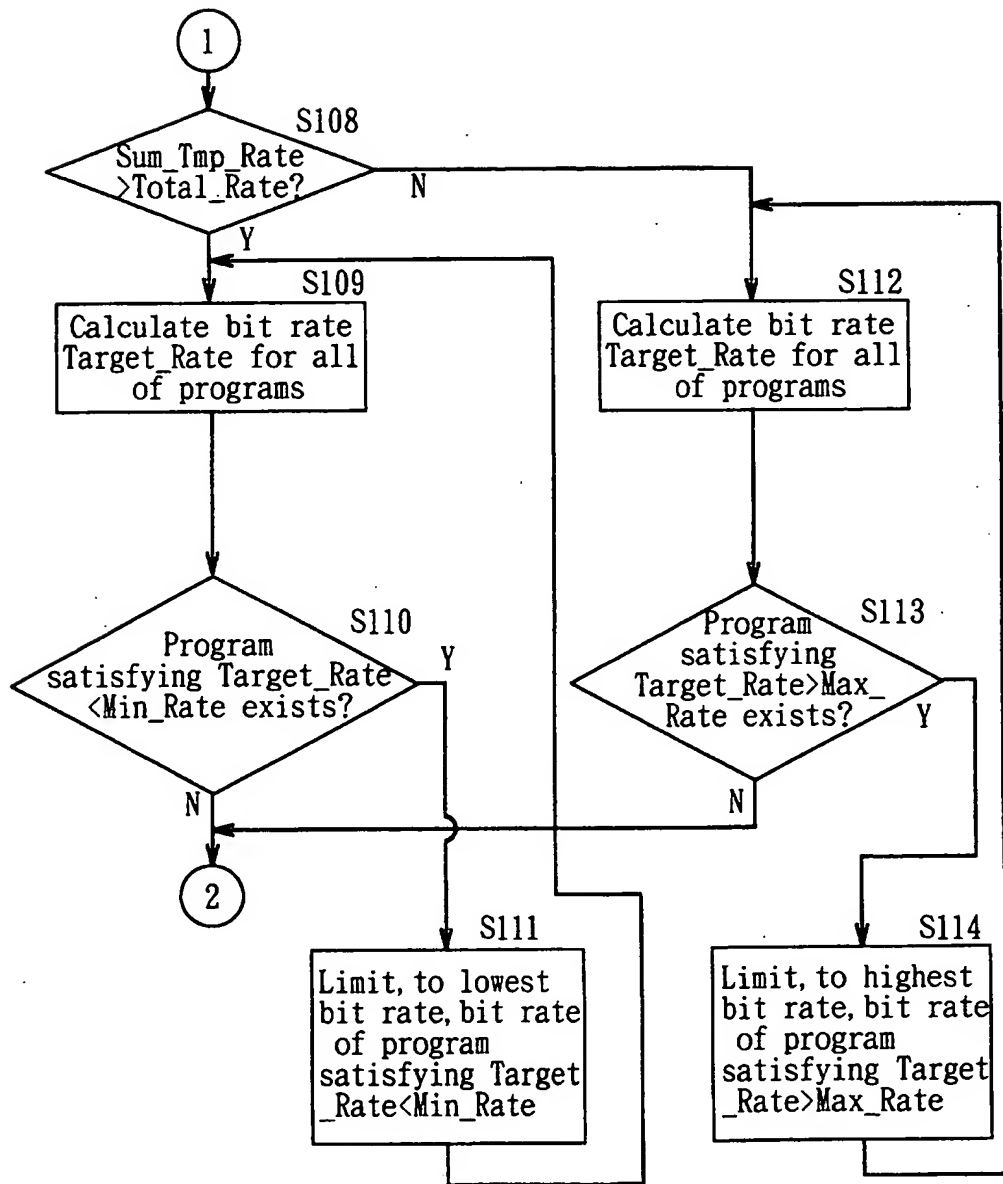 1
S108
Sum_Tmp_Rate
>Total_Rate?
N
Y
S109
Calculate bit rate
Target_Rate for all
of programs
S112
Calculate bit rate
Target_Rate for all
of programs
S110
Program
satisfying Target_Rate
<Min_Rate exists?
Y
N
S113
Program
satisfying
Target_Rate>Max_
Rate exists?
Y
N
2
S111
Limit, to lowest
bit rate, bit rate
of program
satisfying Target
_Rate<Min_Rate
S114
Limit, to highest
bit rate, bit rate
of program
satisfying Target
_Rate>Max_Rate